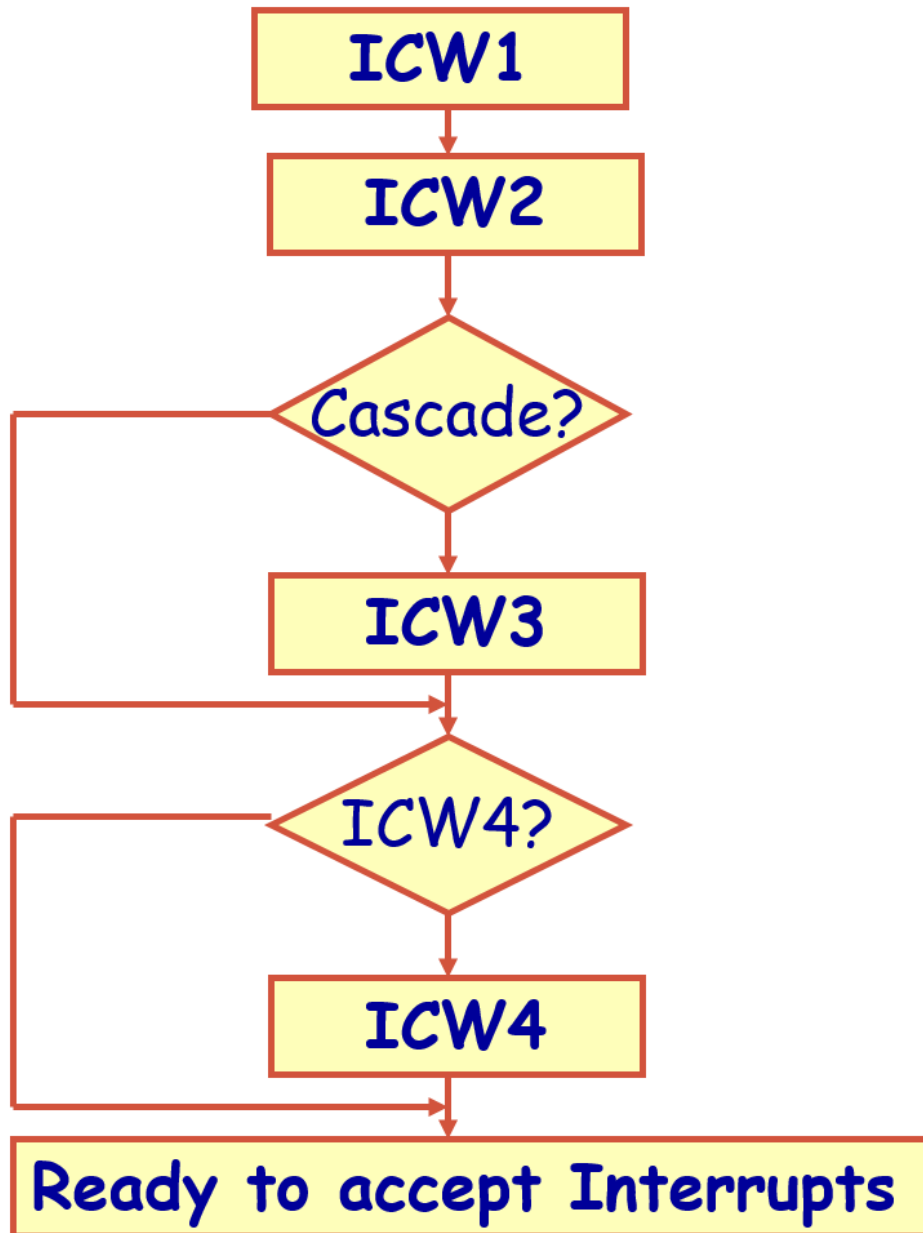 ICW1
ICW2
Cascade?
ICW3
ICW4?
ICW4
Ready to accept Interrupts